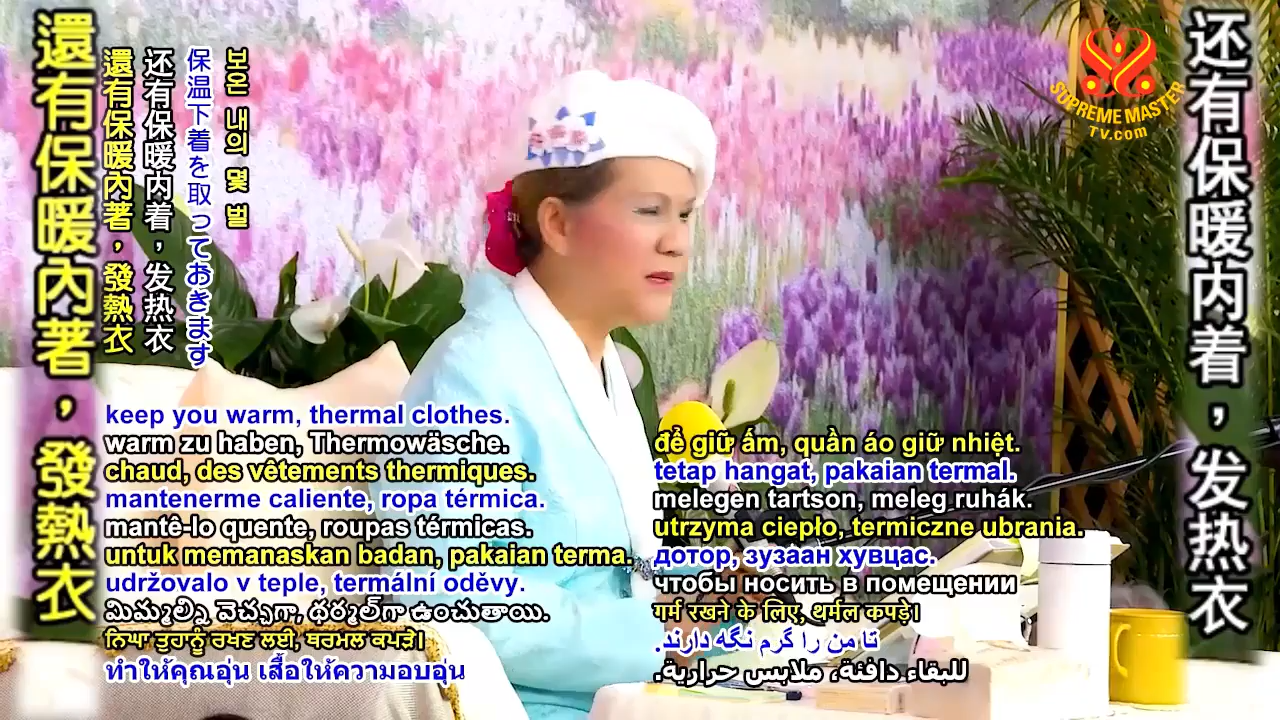 還有保暖內著，發熱衣
還有保暖內著，發熱衣
还有保暖内着，发热衣
保温下着を取っておきます
보온 내의 몇 벌
SUPREME MASTER
TV.com
还有保暖内着，发热衣
keep you warm, thermal clothes.
warm zu haben, Thermowäsche.
chaud, des vêtements thermiques.
mantenerme caliente, ropa térmica.
mantê-lo quente, roupas térmicas.
untuk memanaskan badan, pakaian terma.
udržovalo v teple, termální oděvy.
మిమ్మల్ని వెచ్చగా, థర్మల్‌గా ఉంచుతాయి.
ਨਿੱਘਾ ਤੁਹਾਨੂੰ ਰਖਣ ਲਈ, ਥਰਮਲ ਕਪੜੇ।
ทำให้คุณอุ่น เสื้อให้ความอบอุ่น
để giữ ấm, quần áo giữ nhiệt.
tetap hangat, pakaian termal.
melegen tartson, meleg ruhák.
utrzyma ciepło, termiczne ubrania.
дотор, зузаан хувцас.
чтобы носить в помещении
गर्म रखने के लिए, थर्मल कपड़े।
تا من را گرم نگه دارند.
للبقاء دافئة، ملابس حرارية.